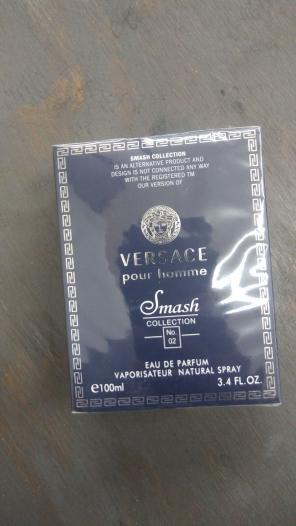 SMASH COLLECTION
IS AN ALTERNATIVE PRODUCT AND
DESIGN IS NOT CONNECTED ANY WAY
WITH THE REGISTERED TM
OUR VERSION OF
VERSACE
pour homme
Smash
COLLECTION
No.
02
EAU DE PARFUM
VAPORISATEUR NATURAL SPRAY
e100ml 3.4 FL.OZ.